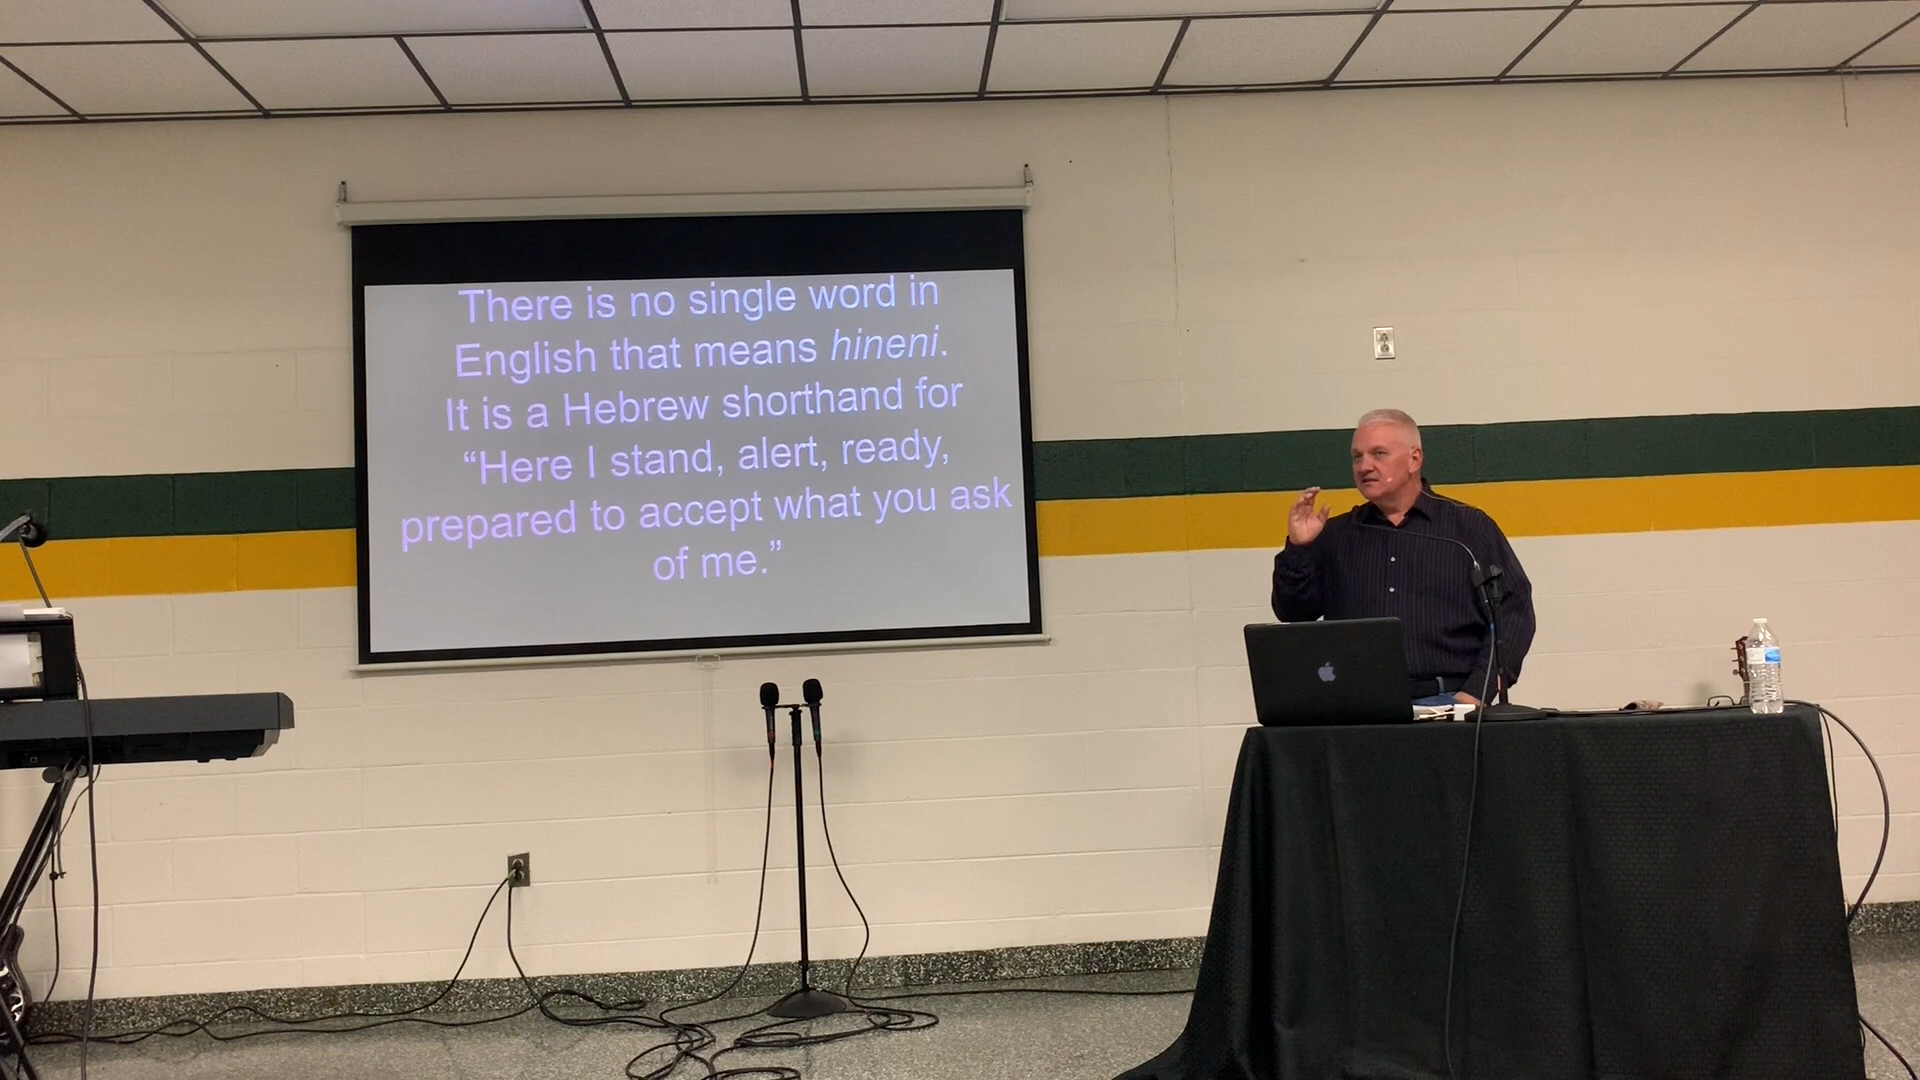 There is no single word in
English that means hineni.
It is a Hebrew shorthand for
“Here I stand, alert, ready,
prepared to accept what you ask
of me.”